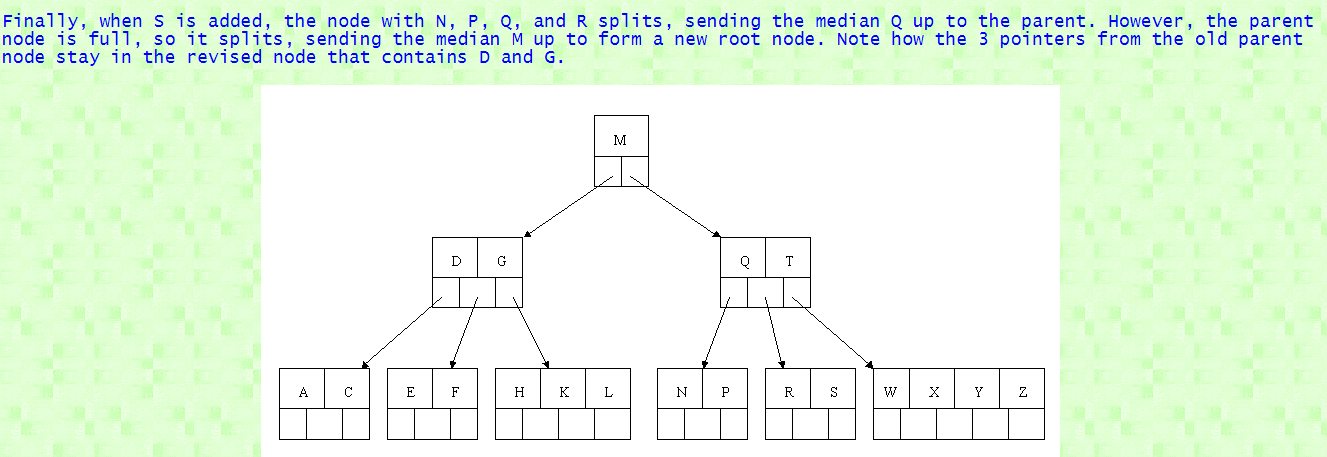 Finally, when S is added, the node with N, P, Q, and R splits, sending the median Q up to the parent. However, the parent
node is full, so it splits, sending the median M up to form a new root node. Note how the 3 pointers from the old parent
node stay in the revised node that contains D and G.
M
D G Q T
A C E F H K L N P R S W X Y Z